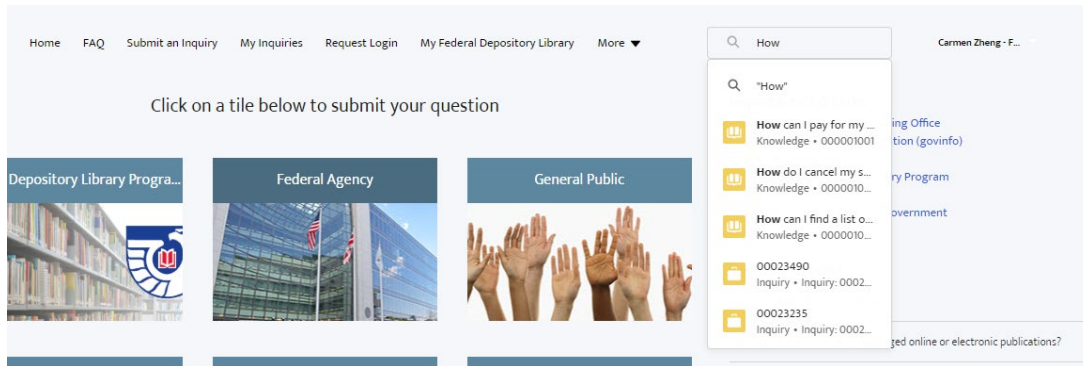 Home FAQ Submit an Inquiry My Inquiries Request Login My Federal Depository Library More
How
Carmen Zheng - F...
Click on a tile below to submit your question
Depository Library Progra...
Federal Agency
General Public
"How"
How can I pay for my ...
Knowledge • 000001001
How do I cancel my s...
Knowledge • 0000010...
How can I find a list o...
Knowledge • 0000010...
00023490
Inquiry • Inquiry: 0002...
00023235
Inquiry • Inquiry: 0002...
ing Office
tion (govinfo)
ry Program
overnment
ged online or electronic publications?